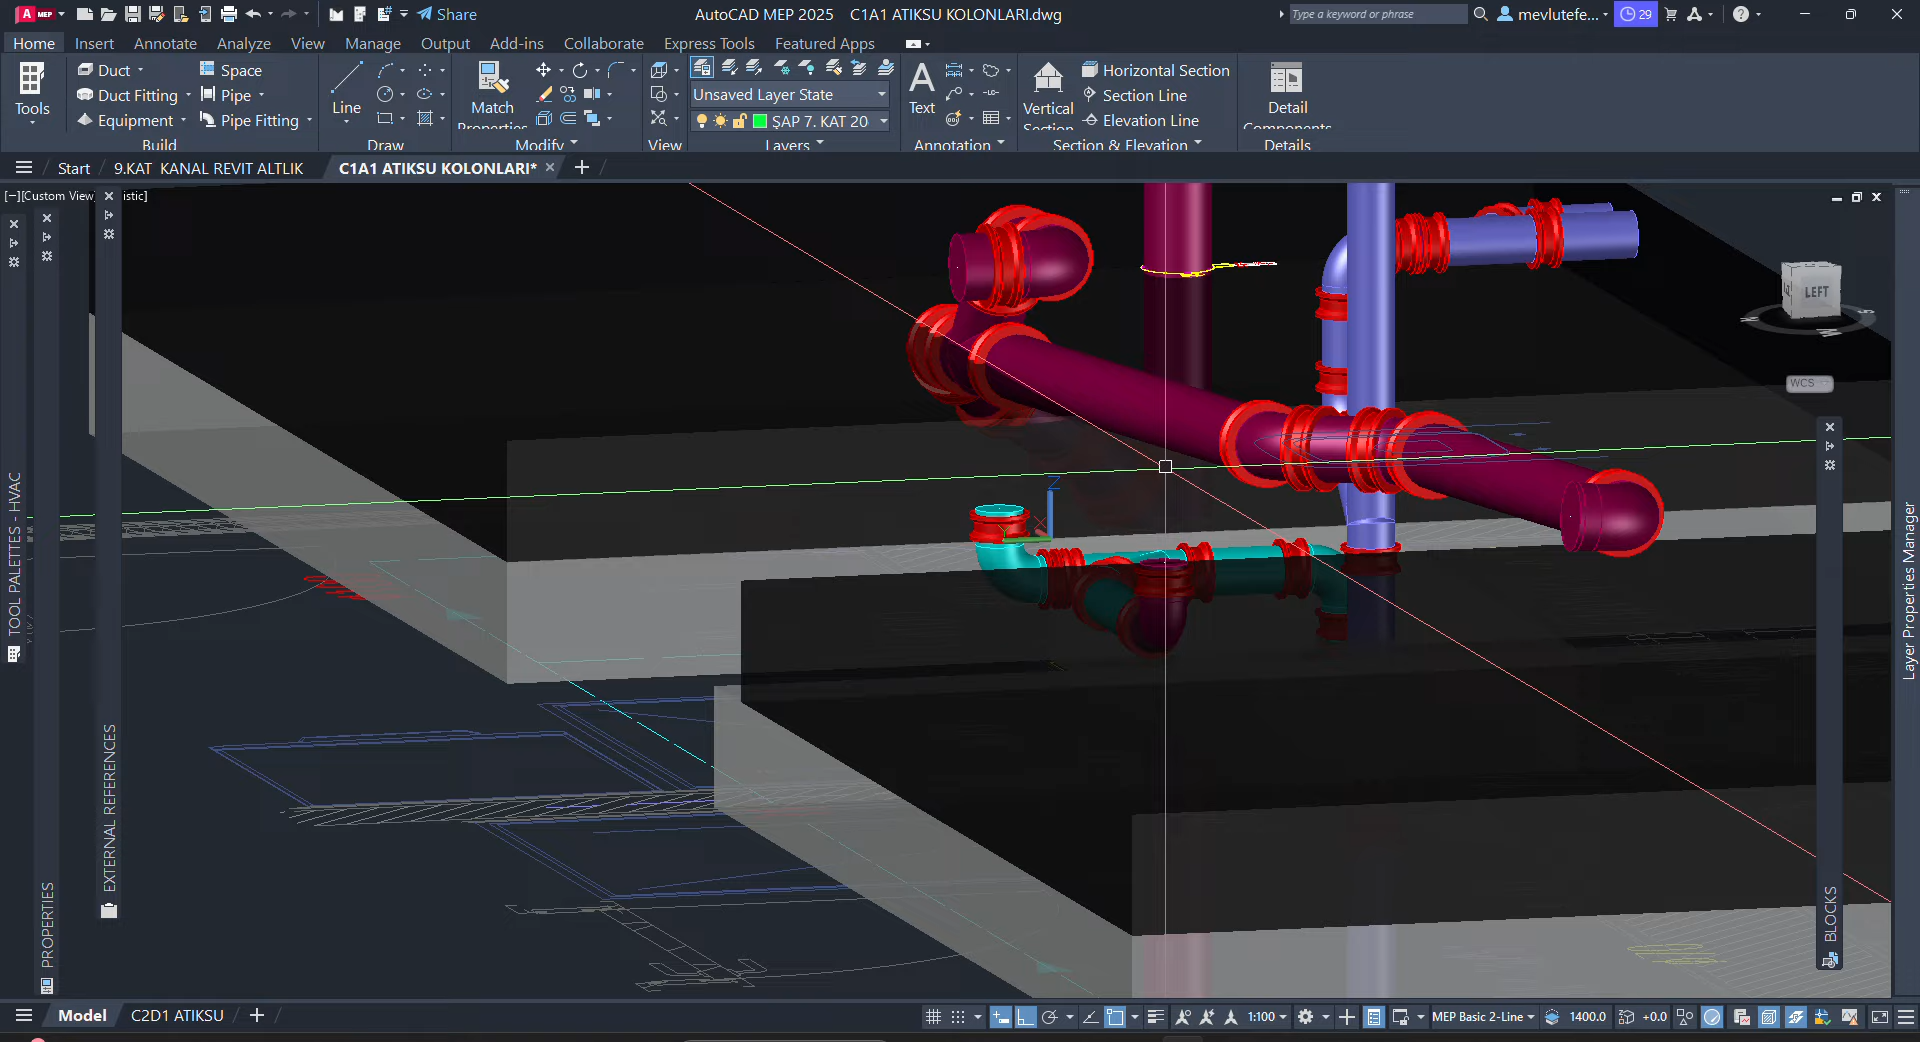 A MEP
Share
AutoCAD MEP 2025 C1A1 ATIKSU KOLONLARI.dwg
Type a keyword or phrase
mevlutefe...
29
Home Insert Annotate Analyze View Manage Output Add-ins Collaborate Express Tools Featured Apps
Tools
Duct
Duct Fitting
Equipment
Space
Pipe
Pipe Fitting
Build
Line
Draw
Match
Properties
Modify
View
Unsaved Layer State
ŞAP 7. KAT 20
Layers
Text
Annotation
Vertical
Section
Horizontal Section
Section Line
Elevation Line
Section & Elevation
Detail
Components
Details
Start
9.KAT KANAL REVIT ALTLIK
C1A1 ATIKSU KOLONLARI*
[−][Custom View
istic]
TOOL PALETTES - HVAC
PROPERTIES
EXTERNAL REFERENCES
LEFT
WCS
Z
X
Y
BLOCKS
Layer Properties Manager
Model
C2D1 ATIKSU
1:100
MEP Basic 2-Line
1400.0
+0.0